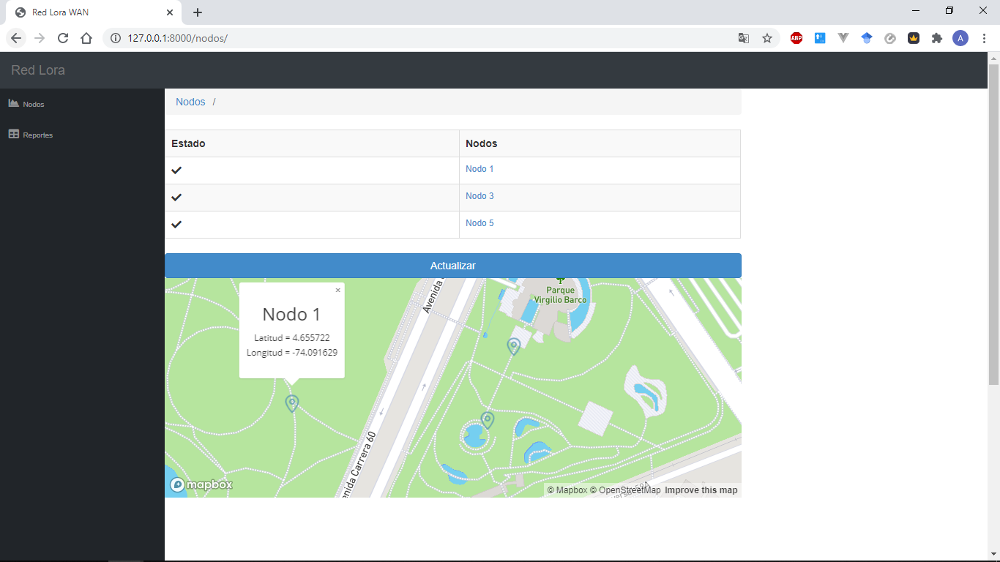 Red Lora WAN
127.0.0.1:8000/nodos/
ABP
A
Red Lora
Nodos
Reportes
Nodos /
Estado Nodos
Nodo 1
Nodo 3
Nodo 5
Actualizar
Nodo 1
Latitud = 4.655722
Longitud = -74.091629
Avenida
Parque
Virgilio Barco
enida Carrera 60
mapbox
© Mapbox © OpenStreetMap Improve this map